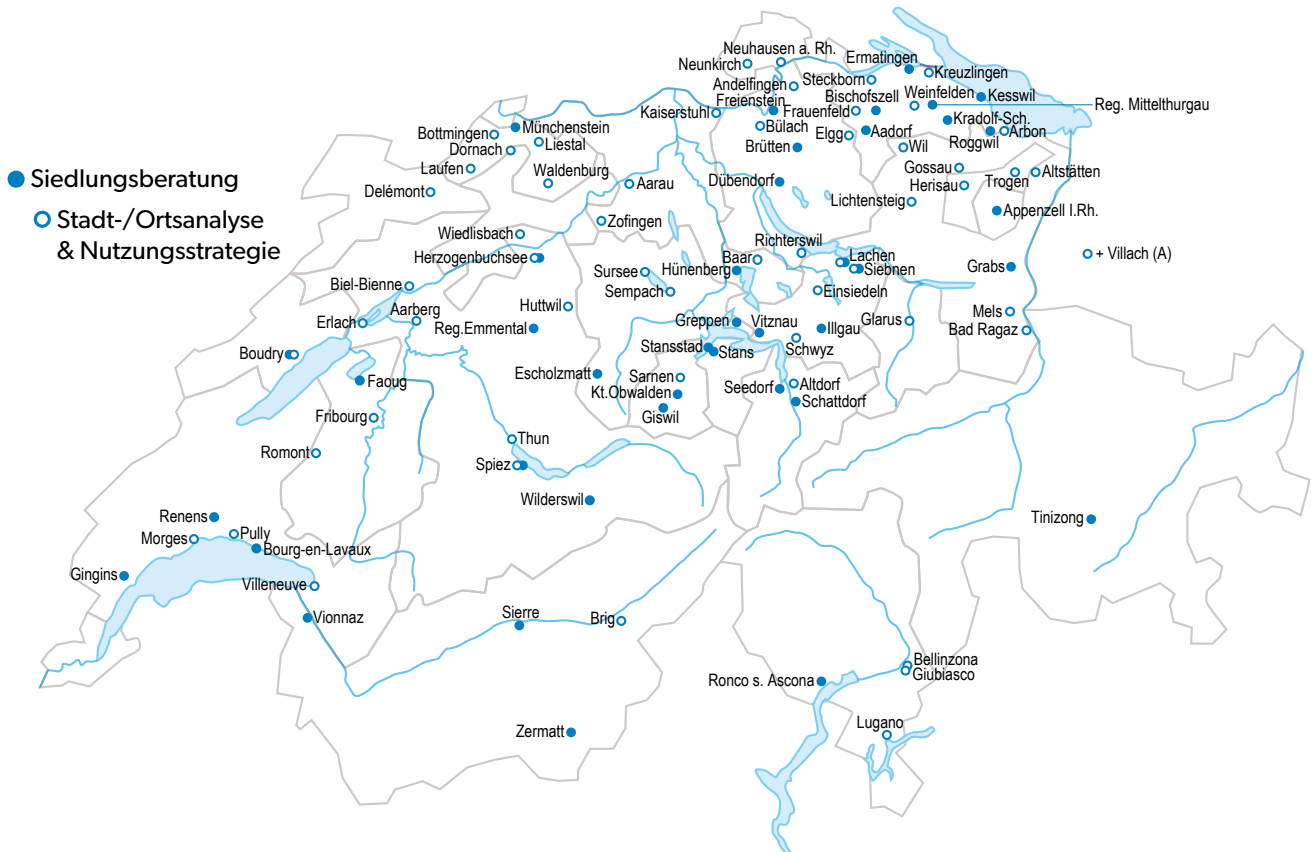 Neuhausen a. Rh.
Neunkirch
Ermatingen
Kreuzlingen
Steckborn
Andelfingen
Bischofszell
Weinfelden
Kesswil
Reg. Mittelthurgau
Freienstein
Frauenfeld
Kaiserstuhl
Kradolf-Sch.
Bülach
Elgg
Aadorf
Roggwil
Arbon
Brütten
Wil
Münchenstein
Bottmingen
Liestal
Dornach
Laufen
Waldenburg
Aarau
Delémont
Siedlungsberatung
Stadt-/Ortsanalyse
& Nutzungsstrategie
Dübendorf
Gossau
Herisau
Trogen
Altstätten
Lichtensteig
Appenzell I.Rh.
Zofingen
Wiedlisbach
Herzogenbuchsee
Richterswil
Baar
Lachen
Siebnen
Sursee
Hünenberg
Grabs
+ Villach (A)
Biel-Bienne
Sempach
Einsiedeln
Huttwil
Aarberg
Erlach
Reg.Emmental
Greppen
Vitznau
Illgau
Glarus
Mels
Bad Ragaz
Schwyz
Stansstad
Stans
Boudry
Faoug
Escholzmatt
Sarnen
Kt.Obwalden
Giswil
Seedorf
Altdorf
Schattdorf
Fribourg
Thun
Romont
Spiez
Wilderswil
Renens
Pully
Morges
Bourg-en-Lavaux
Tinizong
Gingins
Villeneuve
Vionnaz
Sierre
Brig
Bellinzona
Giubiasco
Ronco s. Ascona
Lugano
Zermatt